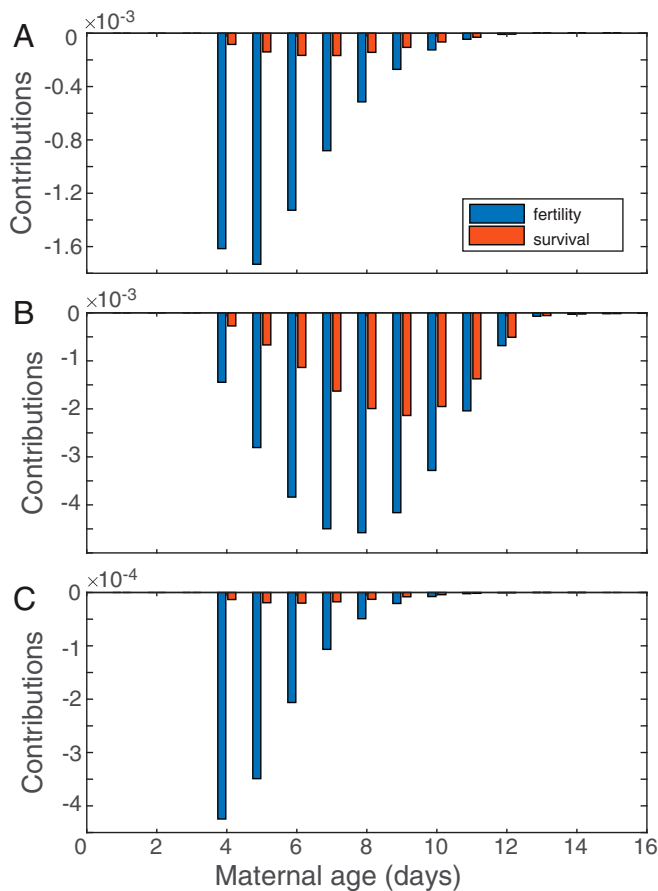 A
×10⁻³
0
-0.4
-0.8
-1.2
-1.6
Contributions
fertility
survival
B
×10⁻³
0
-1
-2
-3
-4
Contributions
C
×10⁻⁴
0
-1
-2
-3
-4
Contributions
0 2 4 6 8 10 12 14 16
Maternal age (days)